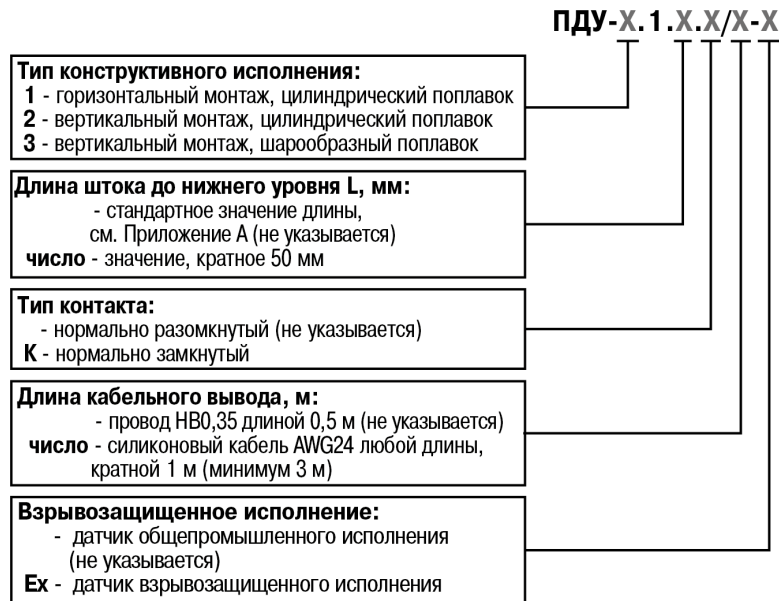 ПДУ-X.1.X.X/X-X
Тип конструктивного исполнения:
1 - горизонтальный монтаж, цилиндрический поплавок
2 - вертикальный монтаж, цилиндрический поплавок
3 - вертикальный монтаж, шарообразный поплавок
Длина штока до нижнего уровня L, мм:
- стандартное значение длины,
см. Приложение А (не указывается)
число - значение, кратное 50 мм
Тип контакта:
- нормально разомкнутый (не указывается)
К - нормально замкнутый
Длина кабельного вывода, м:
- провод НВ0,35 длиной 0,5 м (не указывается)
число - силиконовый кабель AWG24 любой длины,
кратной 1 м (минимум 3 м)
Взрывозащищенное исполнение:
- датчик общепромышленного исполнения
(не указывается)
Ex - датчик взрывозащищенного исполнения